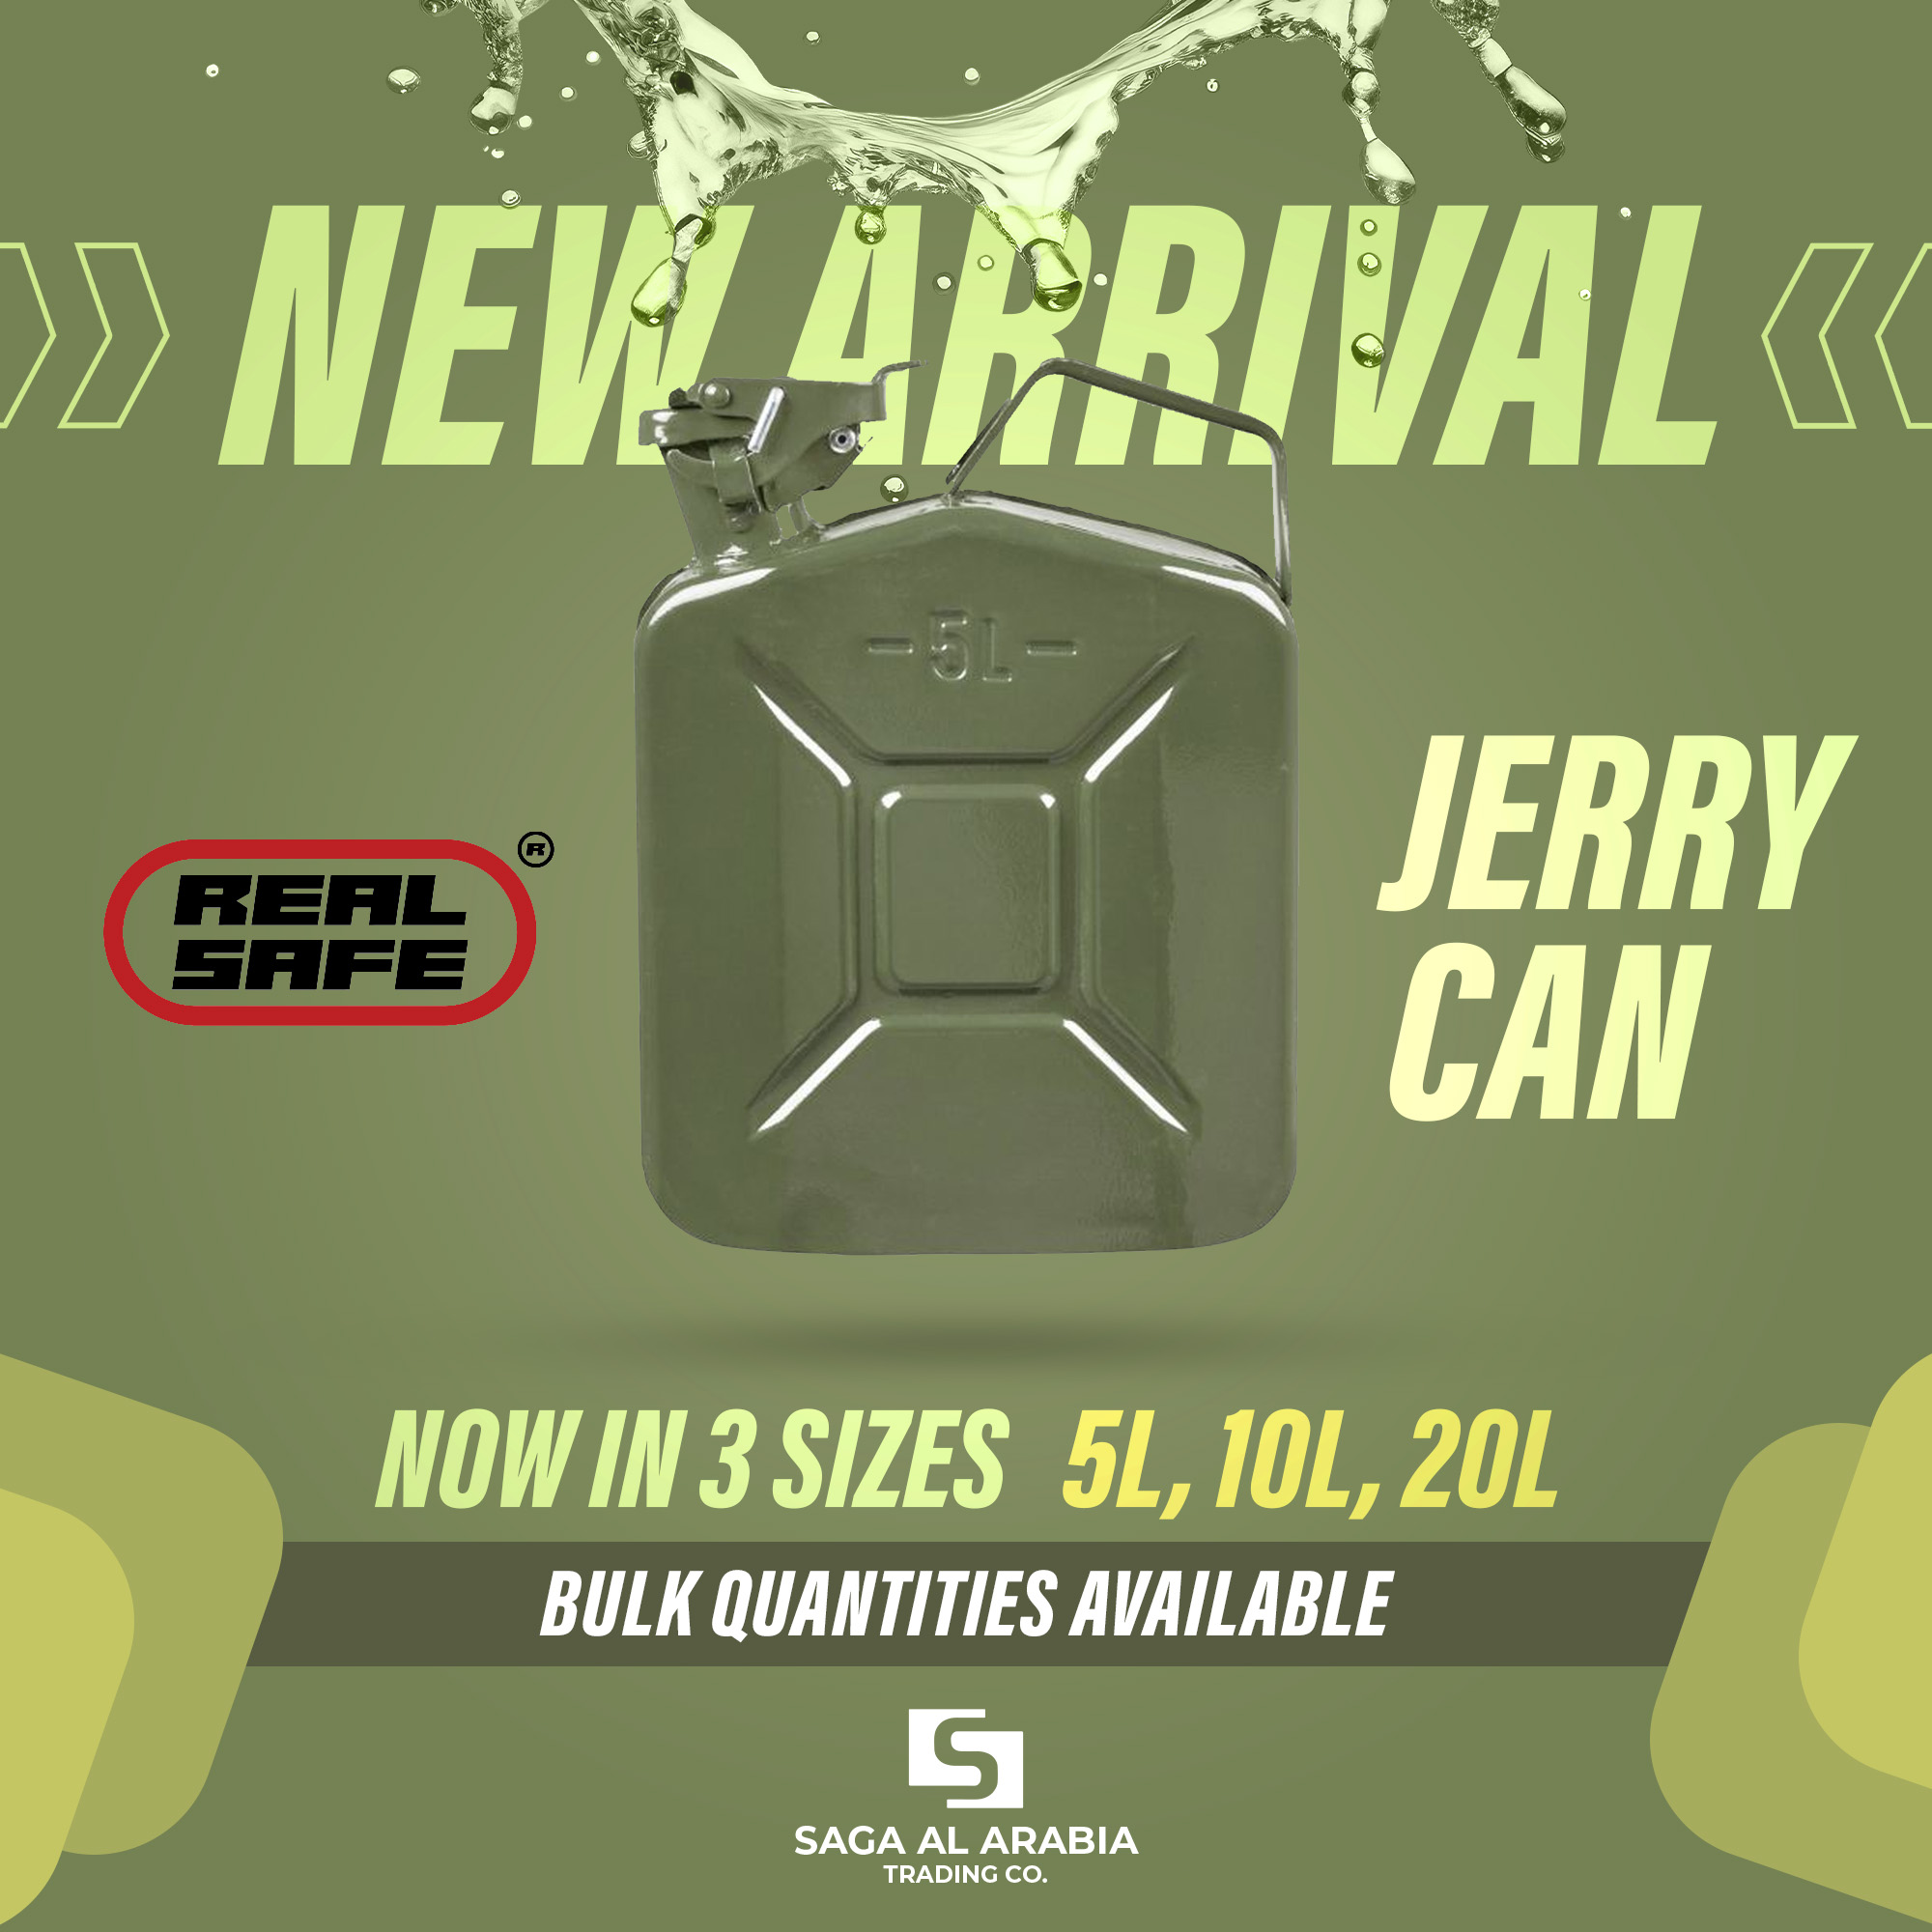 NEW ARRIVAL
-5L-
REAL
SAFE
®
JERRY
CAN
NOW IN 3 SIZES 5L, 10L, 20L
BULK QUANTITIES AVAILABLE
SAGA AL ARABIA
TRADING CO.